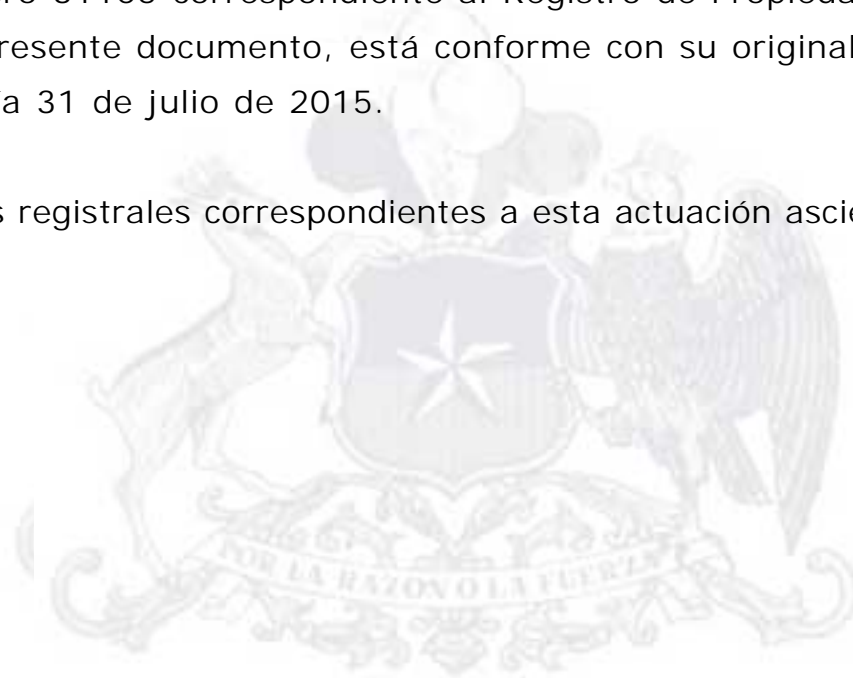 correspondiente al Registro de
presente documento, está conforme con su original
31 de julio de 2015.
registrales correspondientes a esta actuación
POR LA RAZON O LA FUERZA